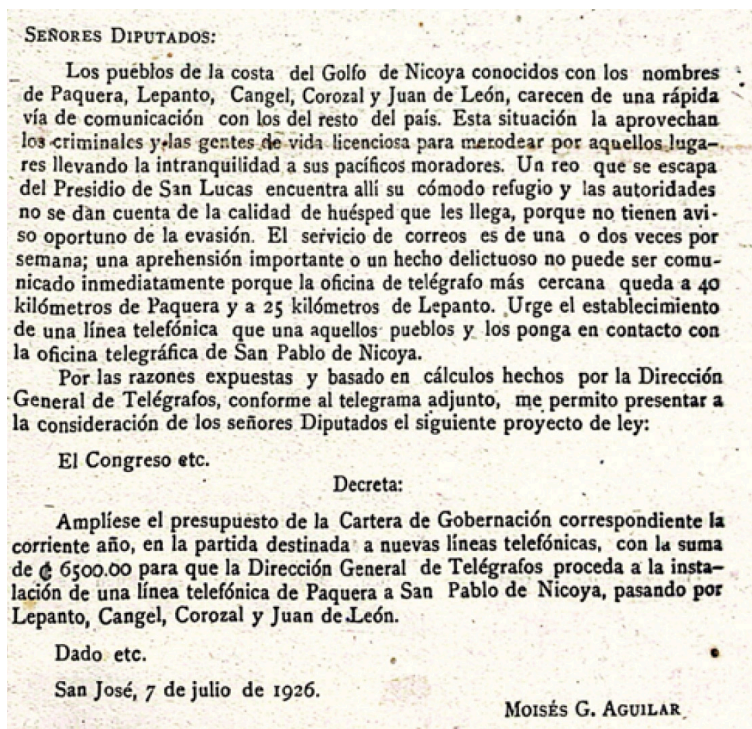 SEÑORES DIPUTADOS:
Los pueblos de la costa del Golfo de Nicoya conocidos con los nombres
de Paquera, Lepanto, Cangel, Corozal y Juan de León, carecen de una rápida
vía de comunicación con los del resto del país. Esta situación la aprovechan
los criminales y las gentes de vida licenciosa para merodear por aquellos luga-
res llevando la intranquilidad a sus pacíficos moradores. Un reo que se escapa
del Presidio de San Lucas encuentra allí su cómodo refugio y las autoridades
no se dan cuenta de la calidad de huésped que les llega, porque no tienen avi-
so oportuno de la evasión. El servicio de correos es de una o dos veces por
semana; una aprehensión importante o un hecho delictuoso no puede ser comu-
nicado inmediatamente porque la oficina de telégrafo más cercana queda a 40
kilómetros de Paquera y a 25 kilómetros de Lepanto. Urge el establecimiento
de una línea telefónica que una aquellos pueblos y los ponga en contacto con
la oficina telegráfica de San Pablo de Nicoya.
Por las razones expuestas y basado en cálculos hechos por la Dirección
General de Telégrafos, conforme al telegrama adjunto, me permito presentar a
la consideración de los señores Diputados el siguiente proyecto de ley:
El Congreso etc.
Decreta:
Amplíese el presupuesto de la Cartera de Gobernación correspondiente la
corriente año, en la partida destinada a nuevas líneas telefónicas, con la suma
de ₡ 6500.00 para que la Dirección General de Telégrafos proceda a la insta-
lación de una línea telefónica de Paquera a San Pablo de Nicoya, pasando por
Lepanto, Cangel, Corozal y Juan de León.
Dado etc.
San José, 7 de julio de 1926.
MOISÉS G. AGUILAR